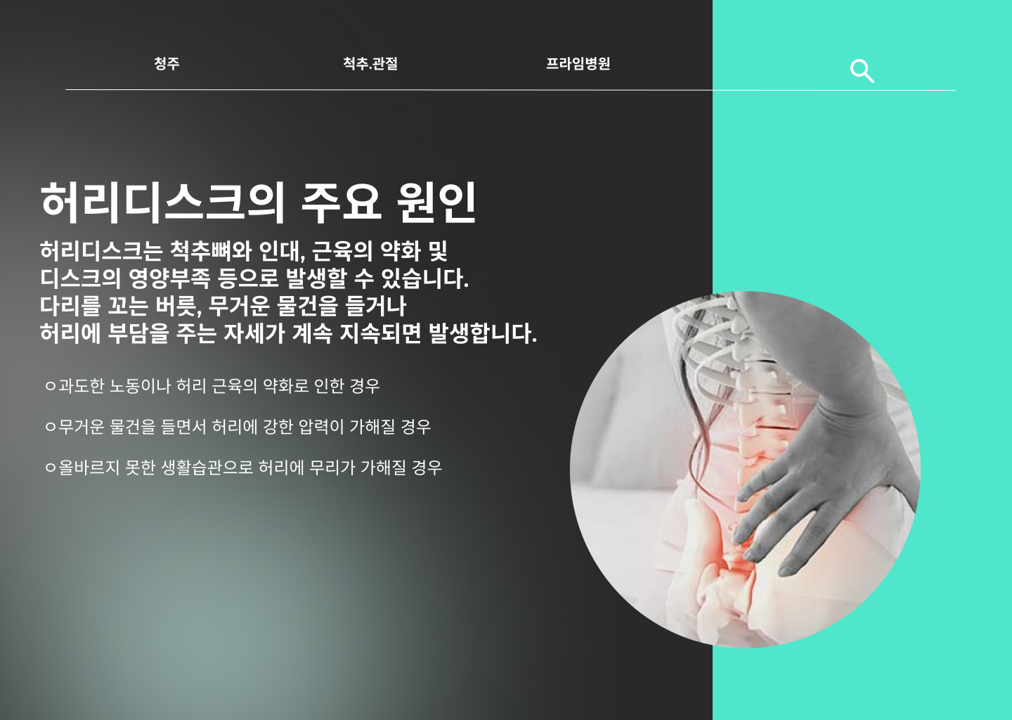 청주
척추.관절
프라임병원
허리디스크의 주요 원인
허리디스크는 척추뼈와 인대, 근육의 약화 및
디스크의 영양부족 등으로 발생할 수 있습니다.
다리를 꼬는 버릇, 무거운 물건을 들거나
허리에 부담을 주는 자세가 계속 지속되면 발생합니다.
ㅇ과도한 노동이나 허리 근육의 약화로 인한 경우
ㅇ무거운 물건을 들면서 허리에 강한 압력이 가해질 경우
ㅇ올바르지 못한 생활습관으로 허리에 무리가 가해질 경우